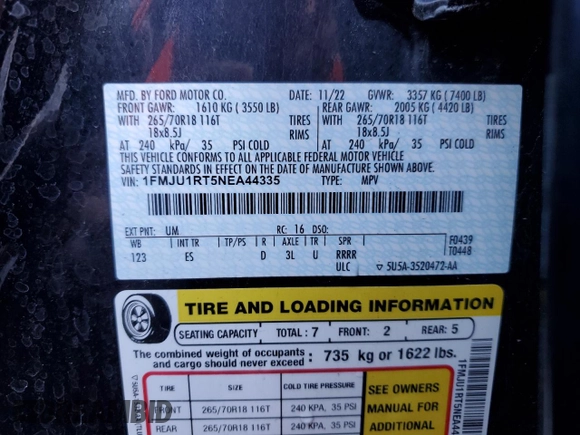 MFD. BY FORD MOTOR CO. DATE: 11/22 GVWR: 3357 KG (7400 LB)
FRONT GAWR: 1610 KG (3550 LB) REAR GAWR: 2005 KG (4420 LB)
WITH 265/70R18 116T TIRES WITH 265/70R18 116T TIRES
18x8.5J RIMS 18x8.5J RIMS
AT 240 kPa/ 35 PSI COLD AT 240 kPa/ 35 PSI COLD
THIS VEHICLE CONFORMS TO ALL APPLICABLE FEDERAL MOTOR VEHICLE
SAFETY STANDARDS IN EFFECT ON THE DATE OF MANUFACTURE SHOWN ABOVE.
VIN: 1FMJU1RT5NEA44335 TYPE: MPV
EXT PNT: UM RC: 16 DSO:
WB INT TR TP/PS R AXLE TR SPR F0439
123 ES D 3L U RRRR T0448
ULC ▽ 5U5A-3520472-AA
TIRE AND LOADING INFORMATION
SEATING CAPACITY TOTAL: 7 FRONT: 2 REAR: 5
The combined weight of occupants
and cargo should never exceed: 735 kg or 1622 lbs.
TIRE SIZE COLD TIRE PRESSURE SEE OWNERS
FRONT 265/70R18 116T 240 KPA, 35 PSI MANUAL FOR
REAR 265/70R18 116T 240 KPA, 35 PSI ADDITIONAL
1FMJU1RT5NEA44